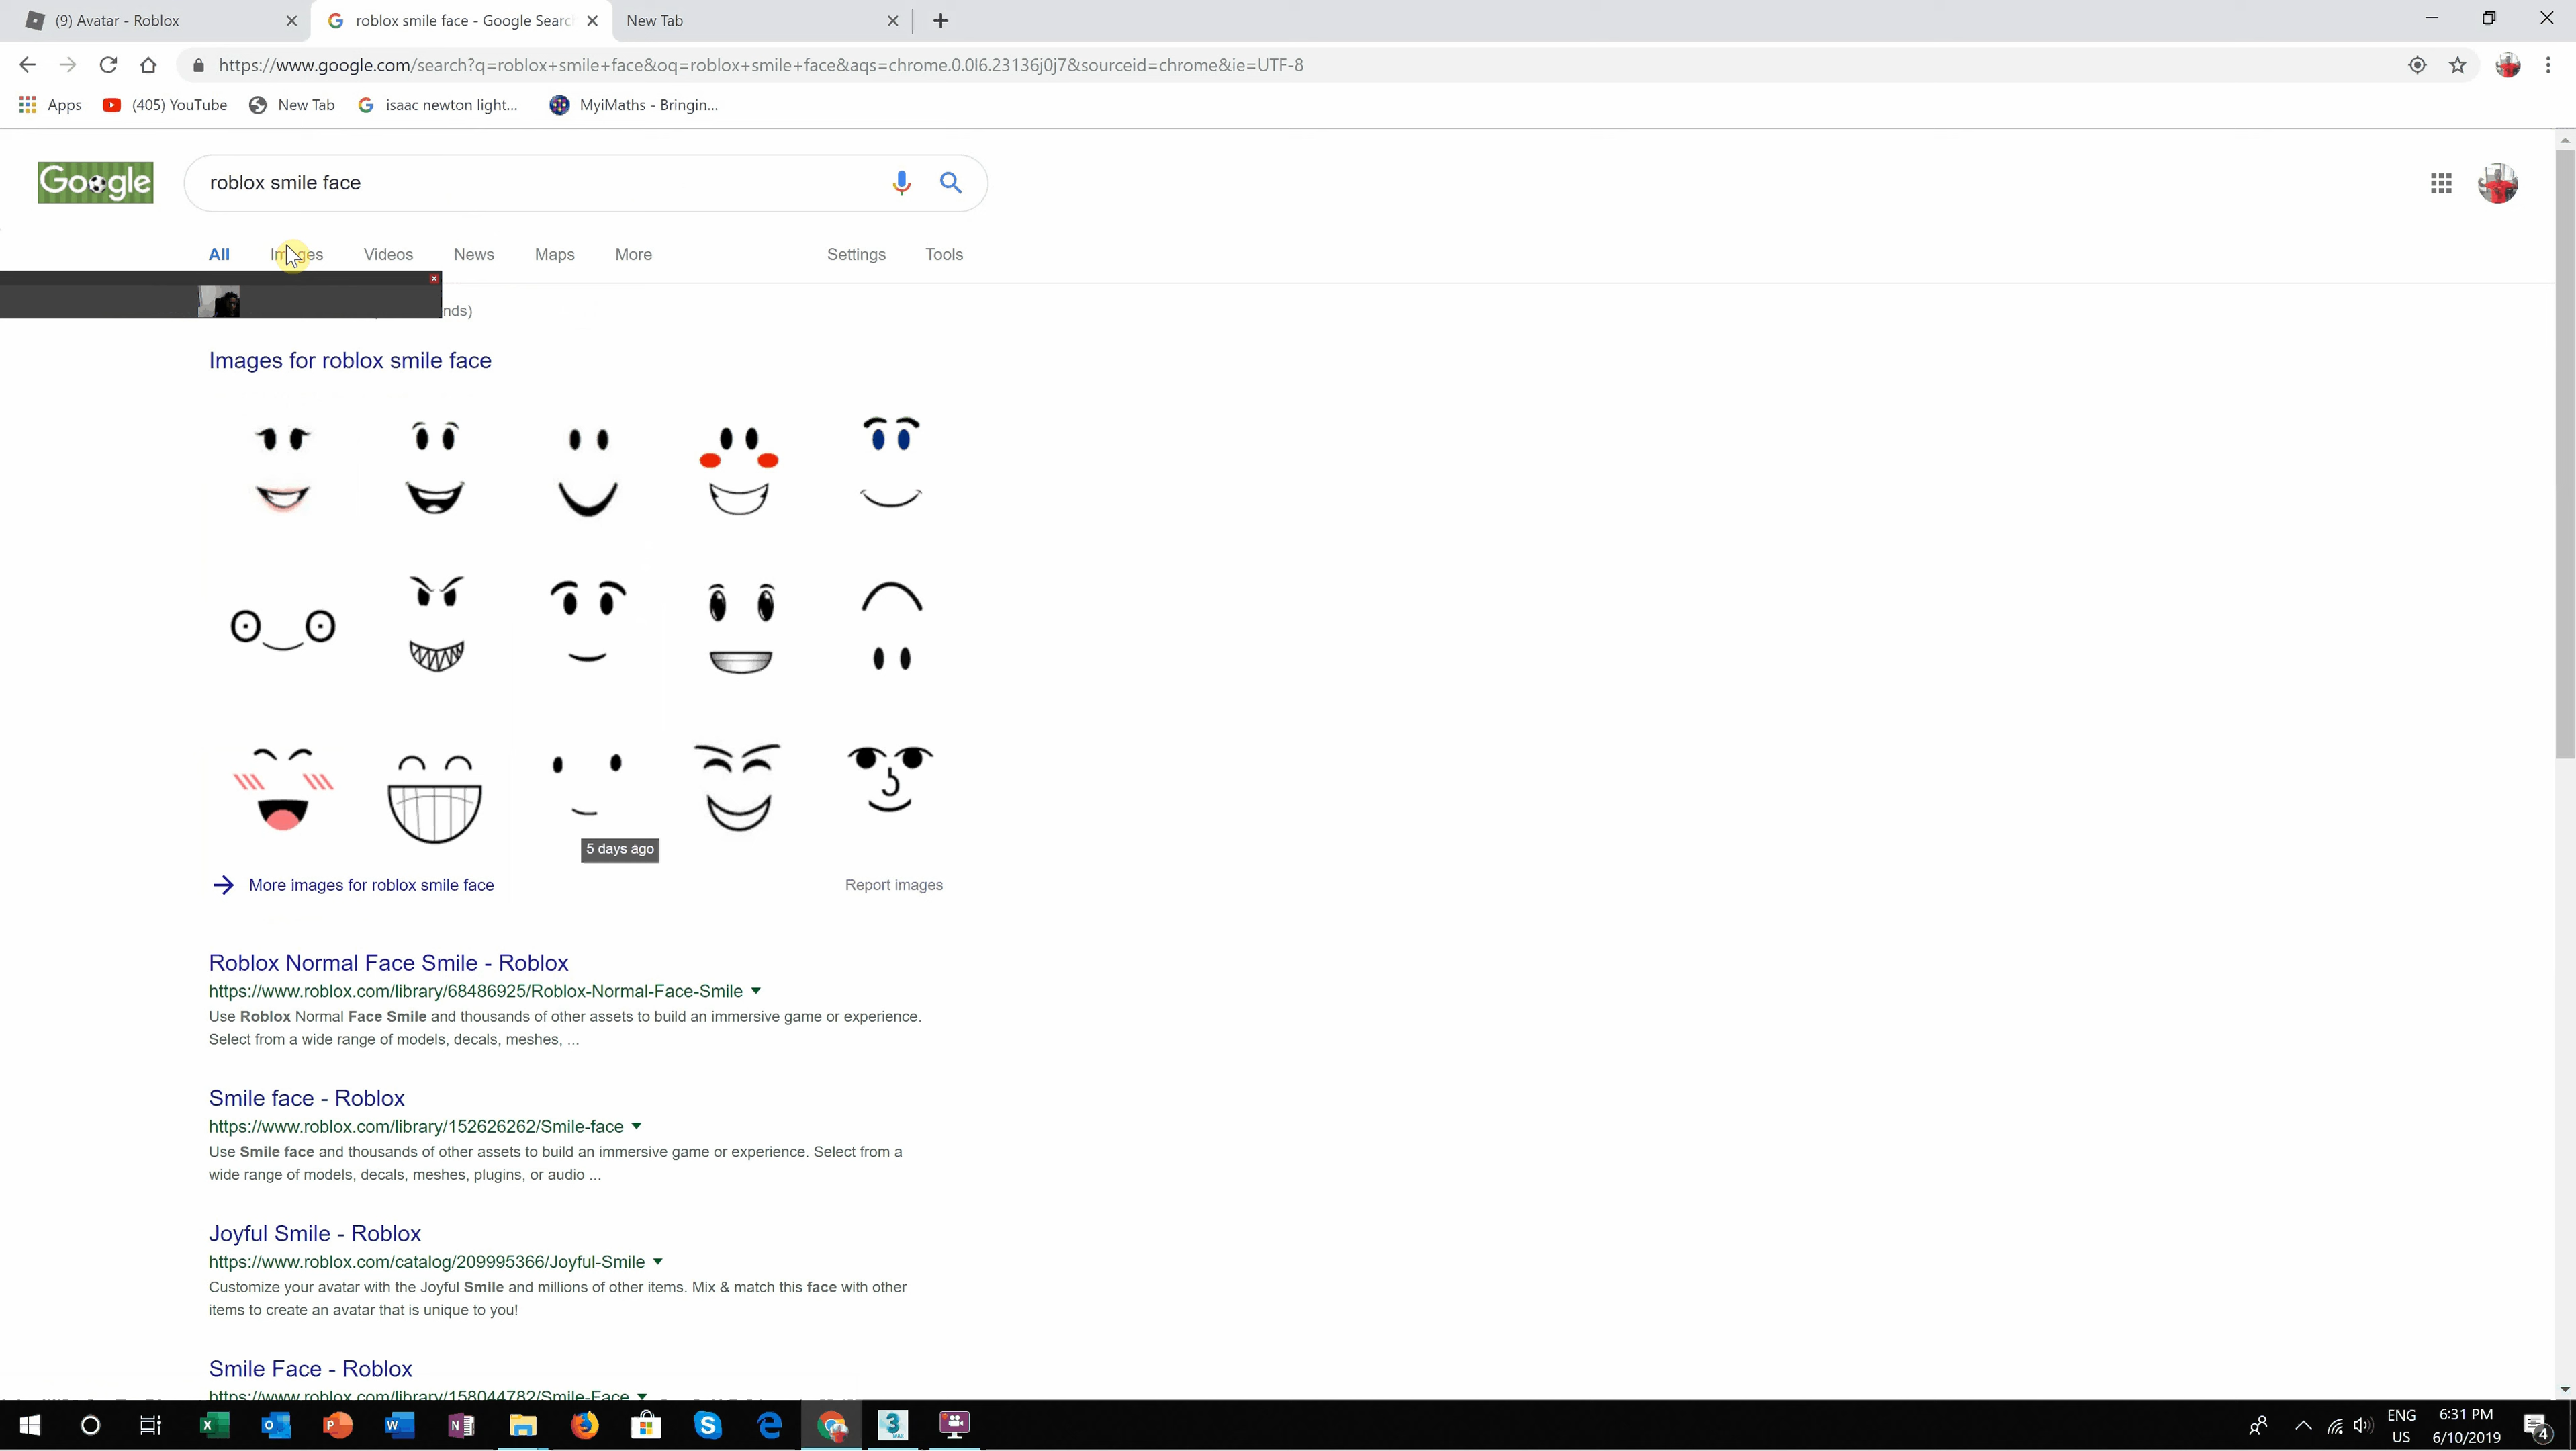 (9) Avatar - Roblox
roblox smile face - Google Searc
New Tab
https://www.google.com/search?q=roblox+smile+face&oq=roblox+smile+face&aqs=chrome.0.0l6.23136j0j7&sourceid=chrome&ie=UTF-8
Apps
(405) YouTube
New Tab
isaac newton light...
MyiMaths - Bringin...
Google
roblox smile face
All
Images
Videos
News
Maps
More
Settings
Tools
nds)
Images for roblox smile face
5 days ago
More images for roblox smile face
Report images
Roblox Normal Face Smile - Roblox
https://www.roblox.com/library/68486925/Roblox-Normal-Face-Smile
Use Roblox Normal Face Smile and thousands of other assets to build an immersive game or experience.
Select from a wide range of models, decals, meshes, ...
Smile face - Roblox
https://www.roblox.com/library/152626262/Smile-face
Use Smile face and thousands of other assets to build an immersive game or experience. Select from a
wide range of models, decals, meshes, plugins, or audio ...
Joyful Smile - Roblox
https://www.roblox.com/catalog/209995366/Joyful-Smile
Customize your avatar with the Joyful Smile and millions of other items. Mix & match this face with other
items to create an avatar that is unique to you!
Smile Face - Roblox
https://www.roblox.com/library/158044782/Smile-Face
ENG
US
6:31 PM
6/10/2019
4